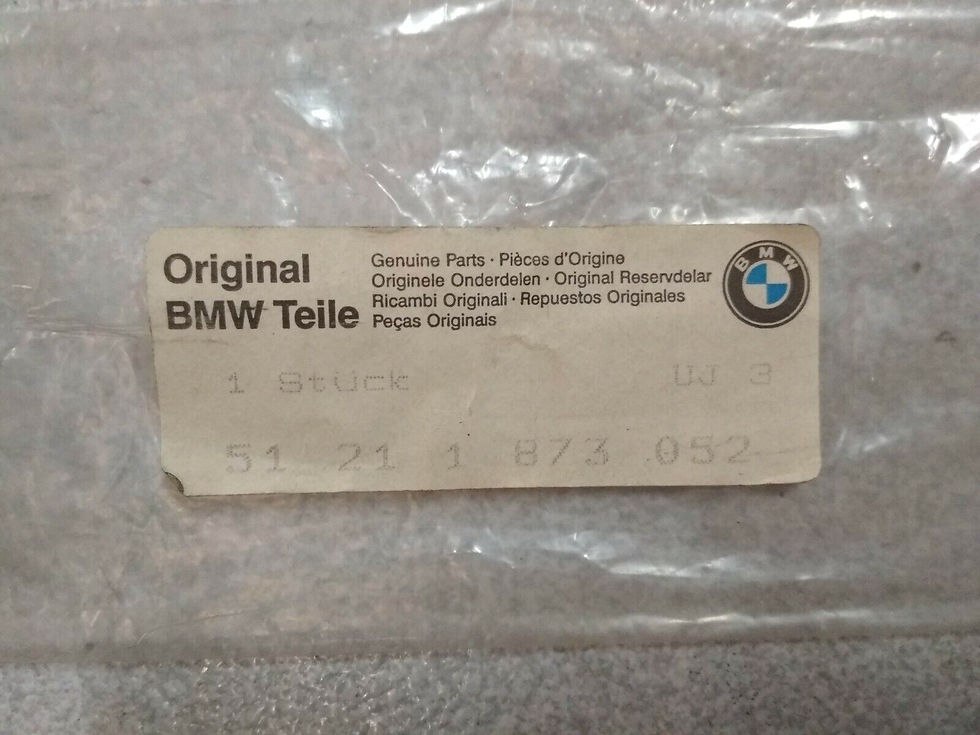 Original
BMW Teile
Genuine Parts · Pièces d'Origine
Originele Onderdelen · Original Reservdelar
Ricambi Originali · Repuestos Originales
Peças Originais
BMW
1 Stück UJ 3
51 21 1 873 052